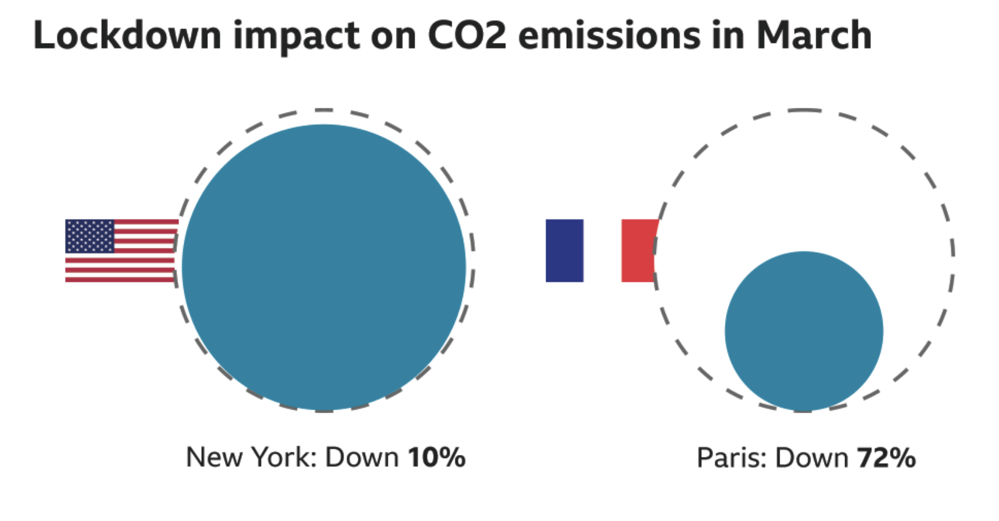 Lockdown impact on CO2 emissions in March
New York: Down 10%
Paris: Down 72%